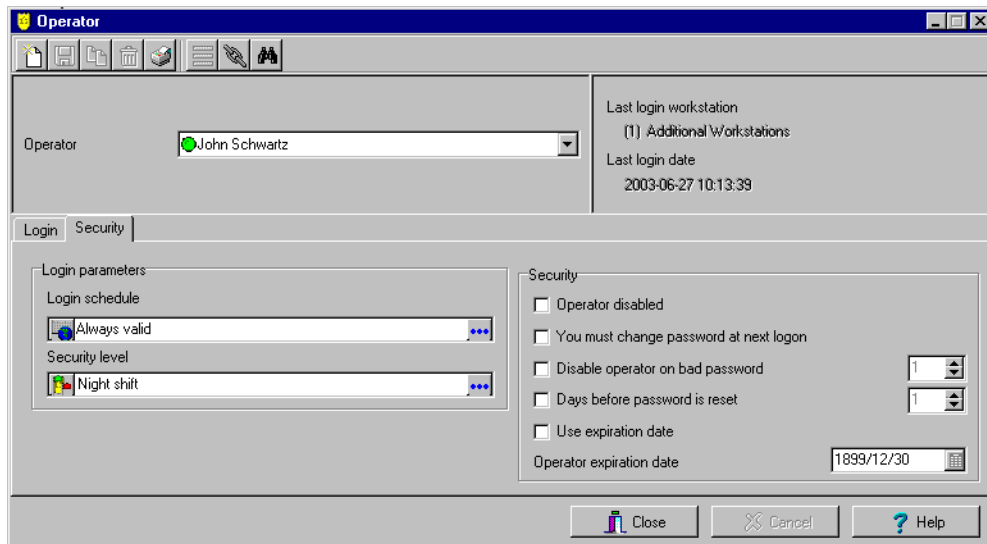 Operator
Operator
John Schwartz
Last login workstation
(1) Additional Workstations
Last login date
2003-06-27 10:13:39
Login
Security
Login parameters
Login schedule
Always valid
Security level
Night shift
Security
Operator disabled
You must change password at next logon
Disable operator on bad password
1
Days before password is reset
1
Use expiration date
Operator expiration date
1899/12/30
Close
Cancel
? Help